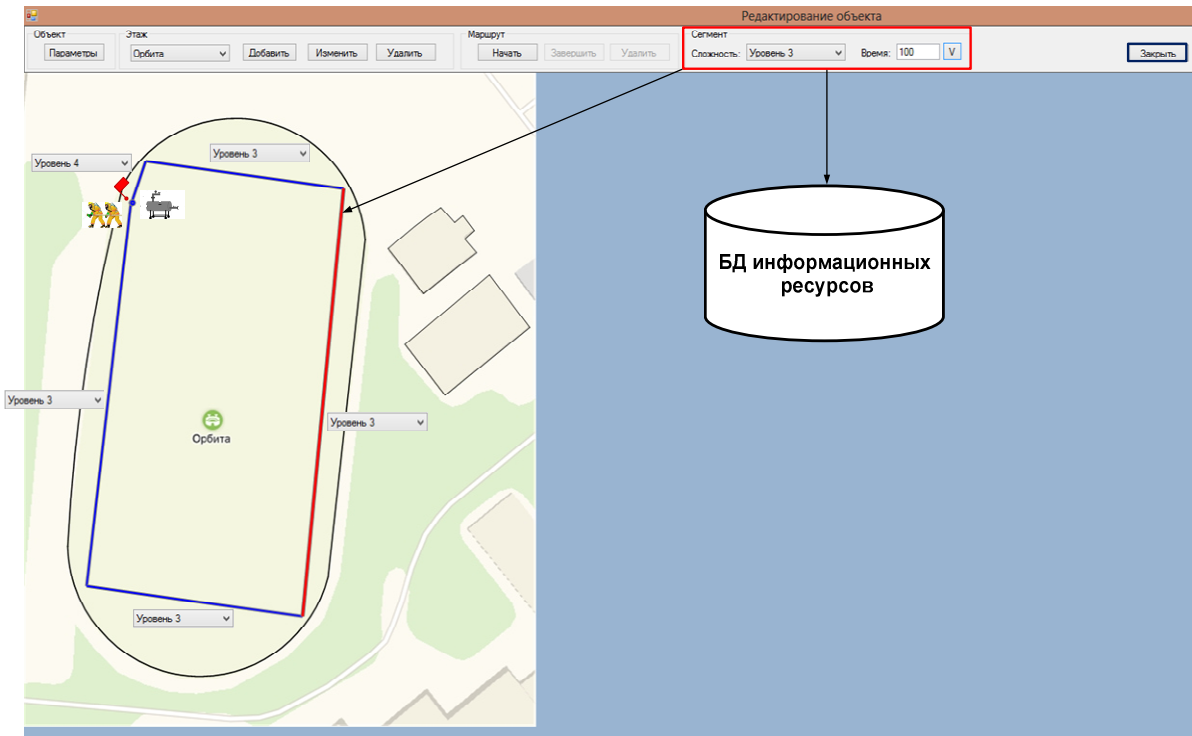 Редактирование объекта
Объект
Параметры
Этаж
Орбита
Добавить
Изменить
Удалить
Маршрут
Начать
Завершить
Удалить
Сегмент
Сложность: Уровень 3
Время: 100
V
Закрыть
Уровень 4
Уровень 3
БД информационных
ресурсов
Уровень 3
Уровень 3
Орбита
Уровень 3